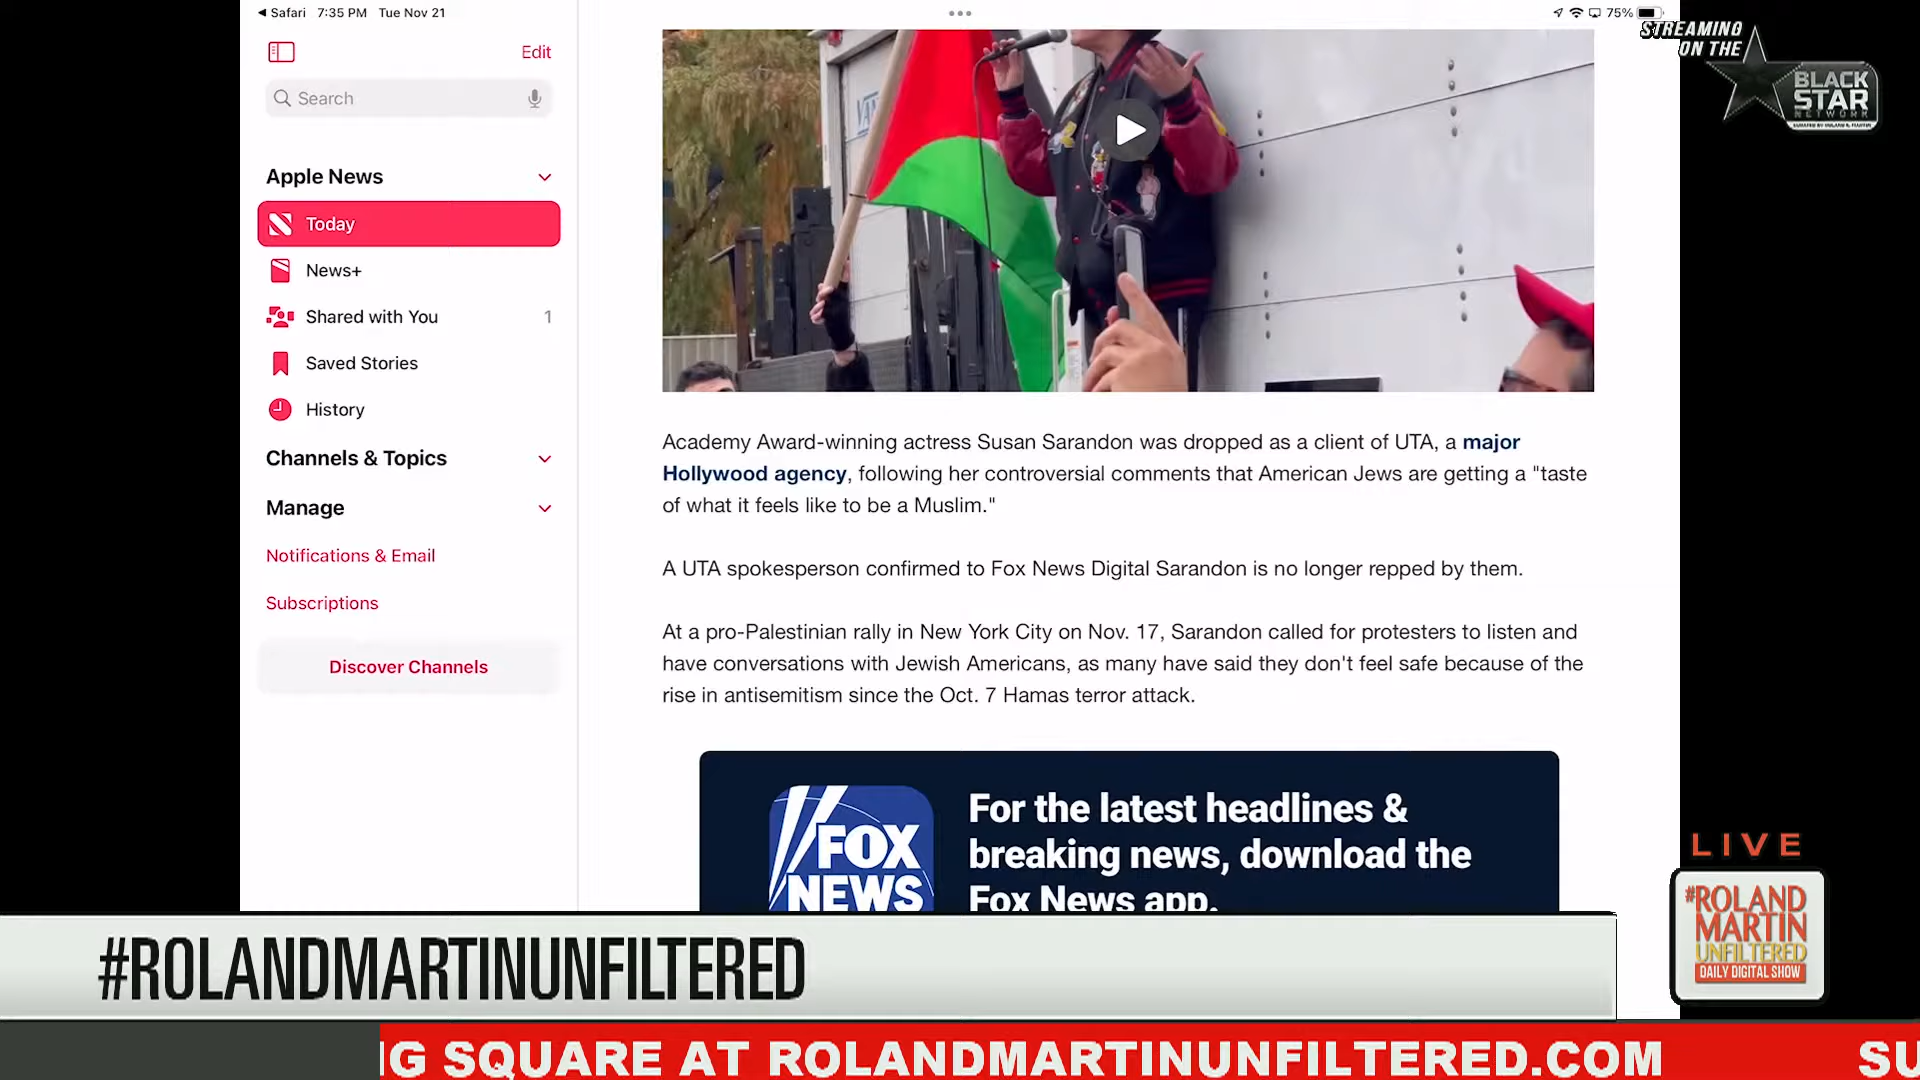 Safari 7:35 PM Tue Nov 21
75%
STREAMING
ON THE
BLACK
STAR
NETWORK
Edit
Search
Apple News
Today
News+
Shared with You 1
Saved Stories
History
Channels & Topics
Manage
Notifications & Email
Subscriptions
Discover Channels
Academy Award-winning actress Susan Sarandon was dropped as a client of UTA, a major
Hollywood agency, following her controversial comments that American Jews are getting a "taste
of what it feels like to be a Muslim."
A UTA spokesperson confirmed to Fox News Digital Sarandon is no longer repped by them.
At a pro-Palestinian rally in New York City on Nov. 17, Sarandon called for protesters to listen and
have conversations with Jewish Americans, as many have said they don't feel safe because of the
rise in antisemitism since the Oct. 7 Hamas terror attack.
FOX
NEWS
For the latest headlines &
breaking news, download the
Fox News app.
LIVE
#ROLAND
MARTIN
UNFILTERED
DAILY DIGITAL SHOW
#ROLANDMARTINUNFILTERED
G SQUARE AT ROLANDMARTINUNFILTERED.COM SU